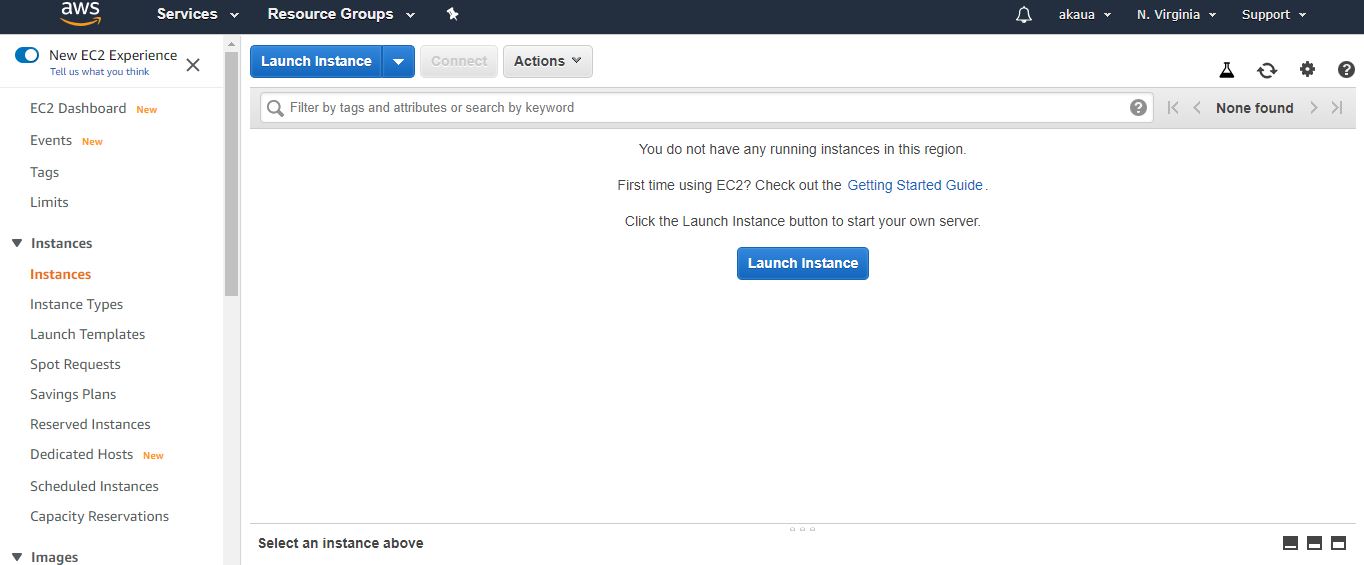 aws Services Resource Groups akaua N. Virginia Support
New EC2 Experience
Tell us what you think
EC2 Dashboard New
Events New
Tags
Limits
Instances
Instances
Instance Types
Launch Templates
Spot Requests
Savings Plans
Reserved Instances
Dedicated Hosts New
Scheduled Instances
Capacity Reservations
Images
Launch Instance Connect Actions
Filter by tags and attributes or search by keyword None found
You do not have any running instances in this region.
First time using EC2? Check out the Getting Started Guide.
Click the Launch Instance button to start your own server.
Launch Instance
Select an instance above